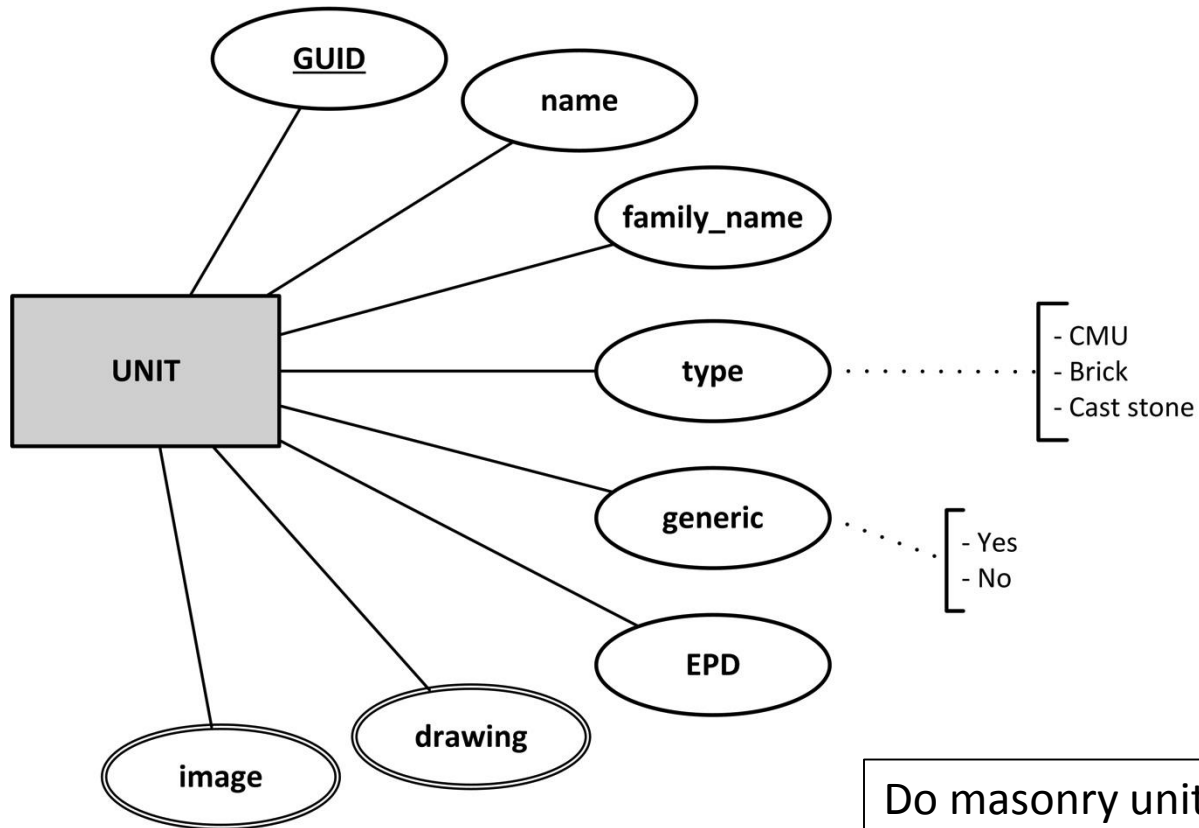 GUID
name
family_name
UNIT
type
- CMU
- Brick
- Cast stone
generic
- Yes
- No
EPD
drawing
image
Do masonry unit